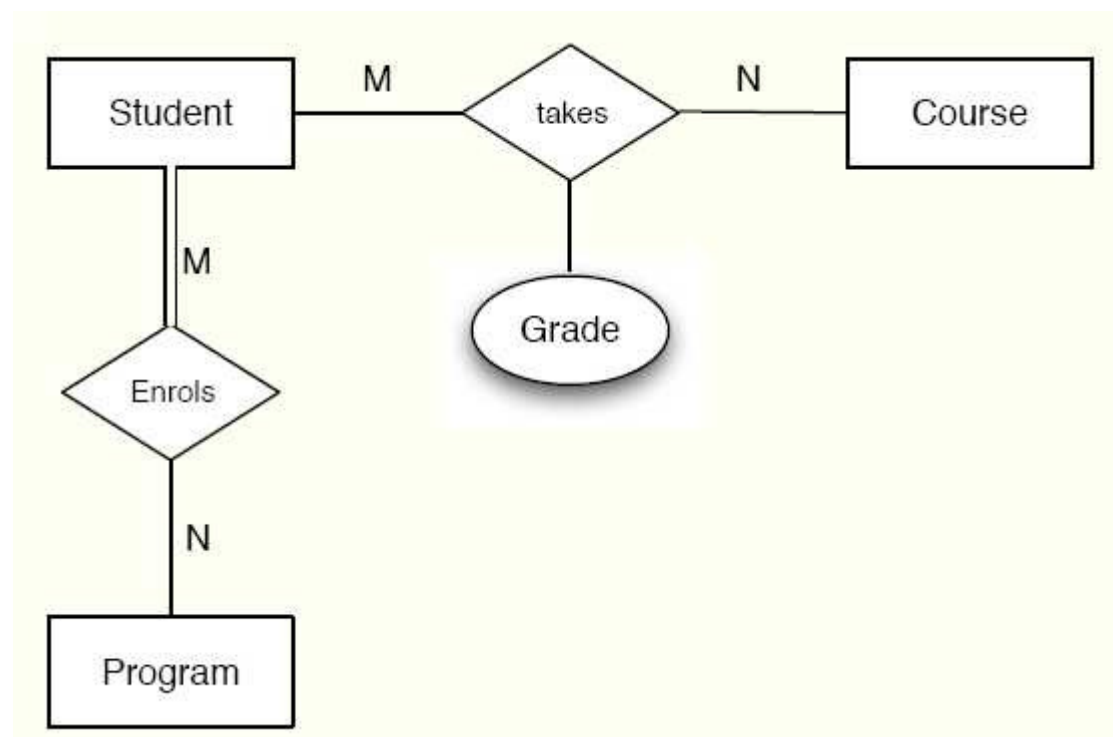 Student
M
takes
N
Course
M
Grade
Enrols
N
Program